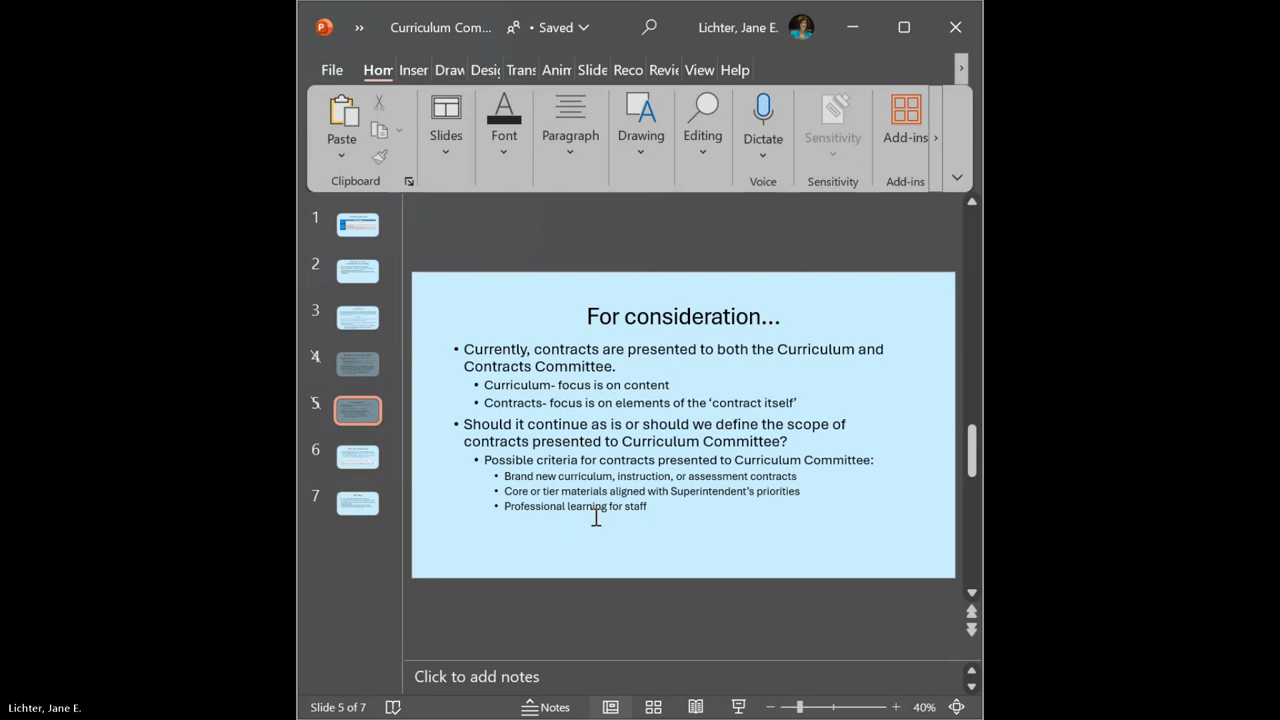 Curriculum Com... • Saved
Lichter, Jane E.
File Hom Inser Draw Desig Trans Anim Slide Reco Revie View Help
Paste
Slides
Font
Paragraph
Drawing
Editing
Dictate
Sensitivity
Add-ins
Clipboard
Voice
Sensitivity
Add-ins
1
2
3
4
5
6
7
For consideration...
• Currently, contracts are presented to both the Curriculum and
Contracts Committee.
• Curriculum- focus is on content
• Contracts- focus is on elements of the ‘contract itself’
• Should it continue as is or should we define the scope of
contracts presented to Curriculum Committee?
• Possible criteria for contracts presented to Curriculum Committee:
• Brand new curriculum, instruction, or assessment contracts
• Core or tier materials aligned with Superintendent’s priorities
• Professional learning for staff
Click to add notes
Slide 5 of 7
Notes
40%
Lichter, Jane E.